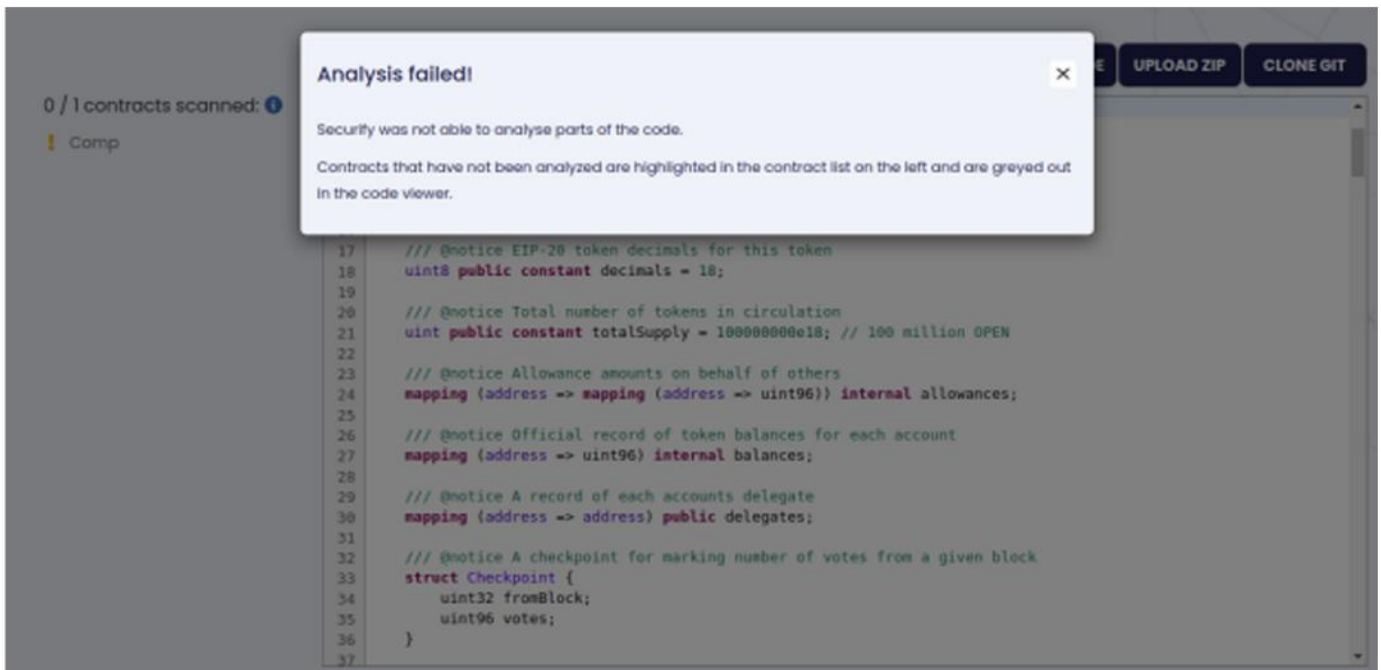 Analysis failed!
×
E
UPLOAD ZIP
CLONE GIT
0 / 1 contracts scanned:
! Comp
Securify was not able to analyse parts of the code.
Contracts that have not been analyzed are highlighted in the contract list on the left and are greyed out
in the code viewer.
17 /// @notice EIP-20 token decimals for this token
18 uint8 public constant decimals = 18;
19
20 /// @notice Total number of tokens in circulation
21 uint public constant totalSupply = 100000000e18; // 100 million OPEN
22
23 /// @notice Allowance amounts on behalf of others
24 mapping (address => mapping (address => uint96)) internal allowances;
25
26 /// @notice Official record of token balances for each account
27 mapping (address => uint96) internal balances;
28
29 /// @notice A record of each accounts delegate
30 mapping (address => address) public delegates;
31
32 /// @notice A checkpoint for marking number of votes from a given block
33 struct Checkpoint {
34 uint32 fromBlock;
35 uint96 votes;
36 }
37